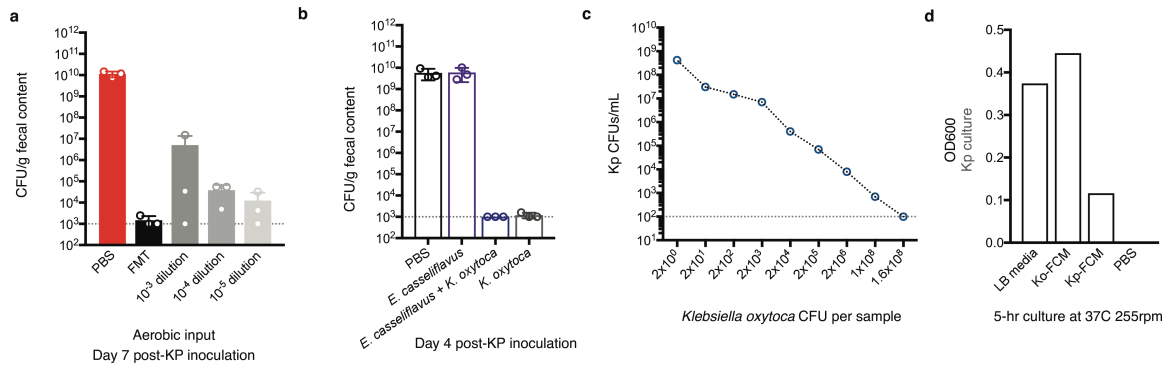 a
CFU/g fecal content
10¹²
10¹¹
10¹⁰
10⁹
10⁸
10⁷
10⁶
10⁵
10⁴
10³
10²
PBS
FMT
10⁻³ dilution
10⁻⁴ dilution
10⁻⁵ dilution
Aerobic input
Day 7 post-KP inoculation
b
CFU/g fecal content
10¹²
10¹¹
10¹⁰
10⁹
10⁸
10⁷
10⁶
10⁵
10⁴
10³
10²
PBS
E. casseliflavus
E. casseliflavus + K. oxytoca
K. oxytoca
Day 4 post-KP inoculation
c
Kp CFUs/mL
10¹⁰
10⁹
10⁸
10⁷
10⁶
10⁵
10⁴
10³
10²
10¹
2x10⁰
2x10¹
2x10²
2x10³
2x10⁴
2x10⁵
2x10⁶
1x10⁸
1.6x10⁸
Klebsiella oxytoca CFU per sample
d
OD600
Kp culture
0.5
0.4
0.3
0.2
0.1
0.0
LB media
Ko-FCM
Kp-FCM
PBS
5-hr culture at 37C 255rpm